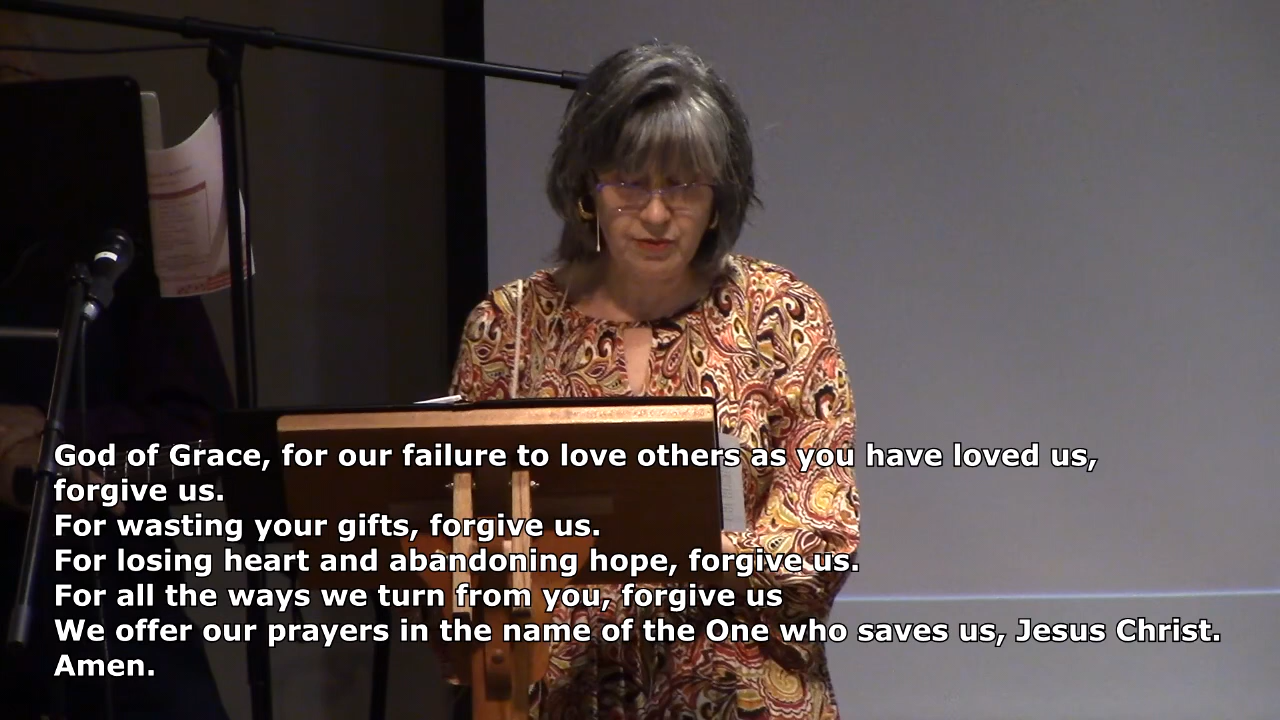 God of Grace, for our failure to love others as you have loved us,
forgive us.
For wasting your gifts, forgive us.
For losing heart and abandoning hope, forgive us.
For all the ways we turn from you, forgive us
We offer our prayers in the name of the One who saves us, Jesus Christ.
Amen.